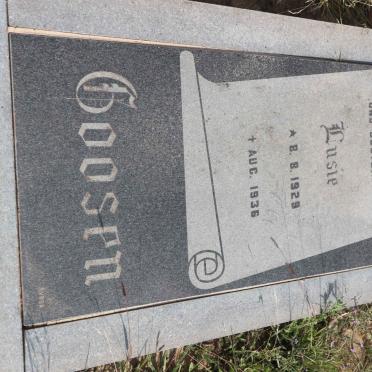 Lusie
★ 8. 8. 1929
+ AUG. 1936
Goosen